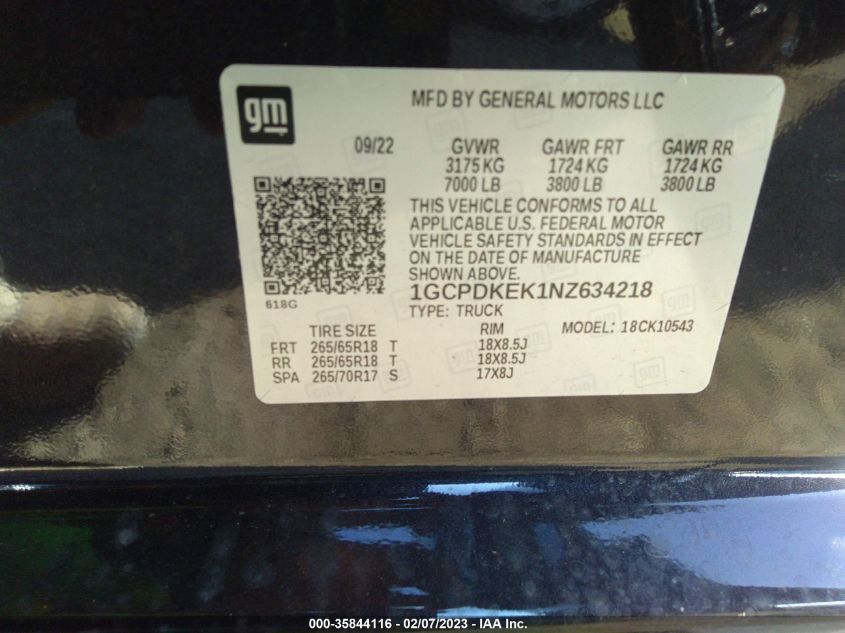 gm
MFD BY GENERAL MOTORS LLC
09/22 GVWR GAWR FRT GAWR RR
3175 KG 1724 KG 1724 KG
7000 LB 3800 LB 3800 LB
THIS VEHICLE CONFORMS TO ALL
APPLICABLE U.S. FEDERAL MOTOR
VEHICLE SAFETY STANDARDS IN EFFECT
ON THE DATE OF MANUFACTURE
SHOWN ABOVE.
1GCPDKEK1NZ634218
618G
TYPE: TRUCK MODEL: 18CK10543
TIRE SIZE RIM
FRT 265/65R18 T 18X8.5J
RR 265/65R18 T 18X8.5J
SPA 265/70R17 S 17X8J
000-35844116 - 02/07/2023 - IAA Inc.